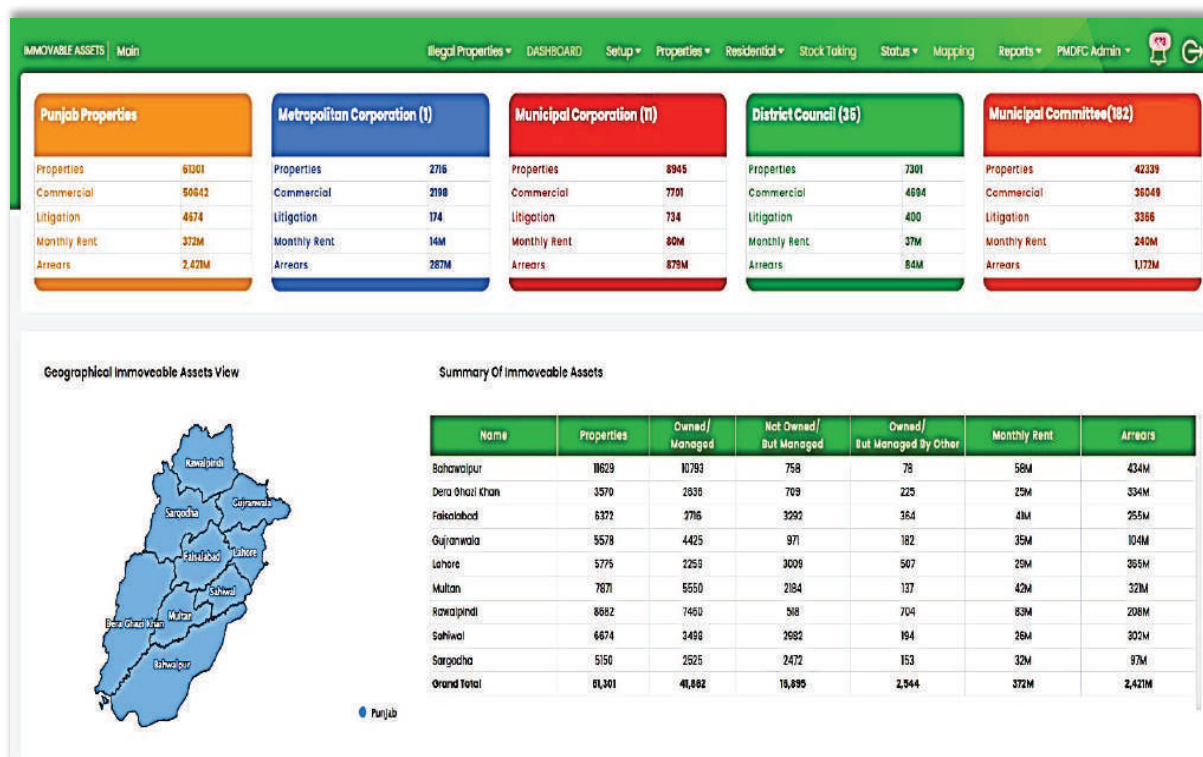 IMMOVABLE ASSETS | Main Illegal Properties DASHBOARD Setup Properties Residential Stock Taking Status Mapping Reports PMDFC Admin
Punjab Properties
Properties 61301
Commercial 50642
Litigation 4674
Monthly Rent 372M
Arrears 2,421M
Metropolitan Corporation (1)
Properties 2716
Commercial 2198
Litigation 174
Monthly Rent 14M
Arrears 287M
Municipal Corporation (11)
Properties 8945
Commercial 7701
Litigation 734
Monthly Rent 80M
Arrears 879M
District Council (36)
Properties 7301
Commercial 4694
Litigation 400
Monthly Rent 37M
Arrears 84M
Municipal Committee(182)
Properties 42339
Commercial 36049
Litigation 3366
Monthly Rent 240M
Arrears 1,172M
Geographical Immoveable Assets View
Rawalpindi
Gujranwala
Sargodha
Faisalabad
Lahore
Sahiwal
Multan
Dera Ghazi Khan
Bahwalpur
Punjab
Summary Of Immoveable Assets
Name Properties Owned/ Managed Not Owned/ But Managed Owned/ But Managed By Other Monthly Rent Arrears
Bahawalpur 11629 10793 758 78 58M 434M
Dera Ghazi Khan 3570 2636 709 225 25M 334M
Faisalabad 6372 2716 3292 364 41M 255M
Gujranwala 5578 4425 971 182 35M 104M
Lahore 5775 2259 3009 507 29M 365M
Multan 7871 5550 2184 137 42M 321M
Rawalpindi 8682 7460 518 704 83M 208M
Sahiwal 6674 3498 2982 194 26M 302M
Sargodha 5150 2525 2472 153 32M 97M
Grand Total 61,301 41,862 16,895 2,544 372M 2,421M